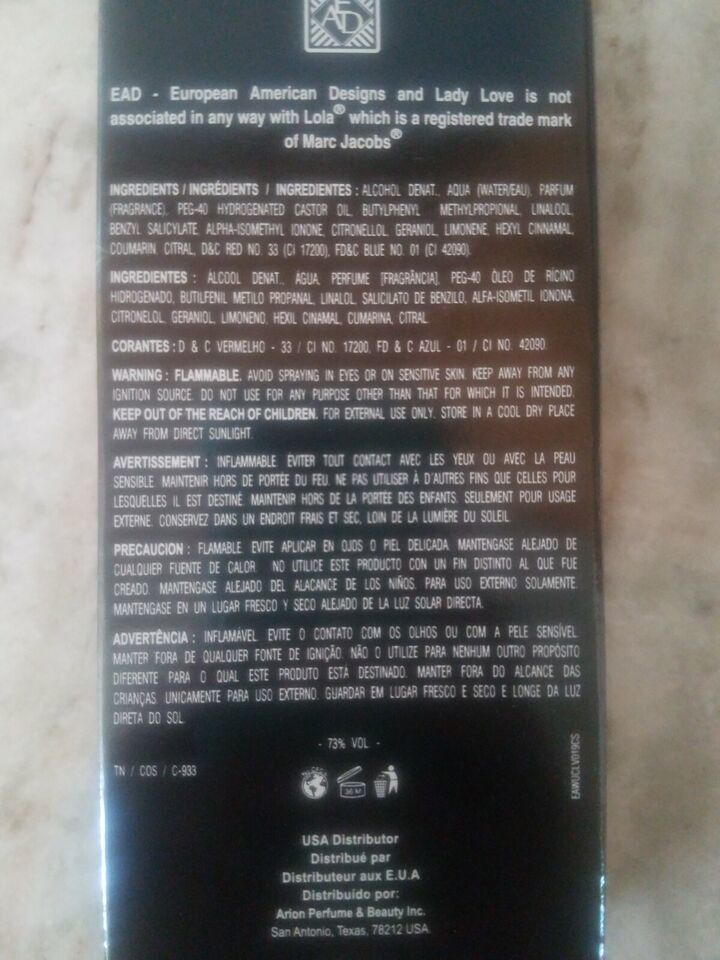 EAD
EAD - European American Designs and Lady Love is not
associated in any way with Lola® which is a registered trade mark
of Marc Jacobs®
INGREDIENTS / INGRÉDIENTS / INGREDIENTES : ALCOHOL DENAT., AQUA (WATER/EAU), PARFUM
(FRAGRANCE), PEG-40 HYDROGENATED CASTOR OIL, BUTYLPHENYL METHYLPROPIONAL, LINALOOL,
BENZYL SALICYLATE, ALPHA-ISOMETHYL IONONE, CITRONELLOL, GERANIOL, LIMONENE, HEXYL CINNAMAL,
COUMARIN, CITRAL, D&C RED NO. 33 (CI 17200), FD&C BLUE NO. 01 (CI 42090).
INGREDIENTES : ÁLCOOL DENAT., ÁGUA, PERFUME [FRAGRÂNCIA], PEG-40 ÓLEO DE RÍCINO
HIDROGENADO, BUTILFENIL METILO PROPANAL, LINALOL, SALICILATO DE BENZILO, ALFA-ISOMETIL IONONA,
CITRONELOL, GERANIOL, LIMONENO, HEXIL CINAMAL, CUMARINA, CITRAL.
CORANTES : D & C VERMELHO - 33 / CI NO. 17200, FD & C AZUL - 01 / CI NO. 42090.
WARNING : FLAMMABLE. AVOID SPRAYING IN EYES OR ON SENSITIVE SKIN. KEEP AWAY FROM ANY
IGNITION SOURCE. DO NOT USE FOR ANY PURPOSE OTHER THAN THAT FOR WHICH IT IS INTENDED.
KEEP OUT OF THE REACH OF CHILDREN. FOR EXTERNAL USE ONLY. STORE IN A COOL DRY PLACE
AWAY FROM DIRECT SUNLIGHT.
AVERTISSEMENT : INFLAMMABLE. ÉVITER TOUT CONTACT AVEC LES YEUX OU AVEC LA PEAU
SENSIBLE. MAINTENIR HORS DE PORTÉE DU FEU. NE PAS UTILISER À D'AUTRES FINS QUE CELLES POUR
LESQUELLES IL EST DESTINÉ. MAINTENIR HORS DE LA PORTÉE DES ENFANTS. SEULEMENT POUR USAGE
EXTERNE. CONSERVEZ DANS UN ENDROIT FRAIS ET SEC, LOIN DE LA LUMIÈRE DU SOLEIL.
PRECAUCION : FLAMABLE. EVITE APLICAR EN OJOS O PIEL DELICADA. MANTENGASE ALEJADO DE
CUALQUIER FUENTE DE CALOR. NO UTILICE ESTE PRODUCTO CON UN FIN DISTINTO AL QUE FUE
CREADO. MANTENGASE ALEJADO DEL ALACANCE DE LOS NIÑOS. PARA USO EXTERNO SOLAMENTE.
MANTENGASE EN UN LUGAR FRESCO Y SECO ALEJADO DE LA LUZ SOLAR DIRECTA.
ADVERTÊNCIA : INFLAMÁVEL. EVITE O CONTATO COM OS OLHOS OU COM A PELE SENSÍVEL.
MANTER FORA DE QUALQUER FONTE DE IGNIÇÃO. NÃO O UTILIZE PARA NENHUM OUTRO PROPÓSITO
DIFERENTE PARA O QUAL ESTE PRODUTO ESTÁ DESTINADO. MANTER FORA DO ALCANCE DAS
CRIANÇAS. UNICAMENTE PARA USO EXTERNO. GUARDAR EM LUGAR FRESCO E SECO E LONGE DA LUZ
DIRETA DO SOL.
- 73% VOL. -
TN / COS / C-933
36 M
EAWUCLV019CS
USA Distributor
Distribué par
Distributeur aux E.U.A
Distribuido por:
Arion Perfume & Beauty Inc.
San Antonio, Texas, 78212 USA.